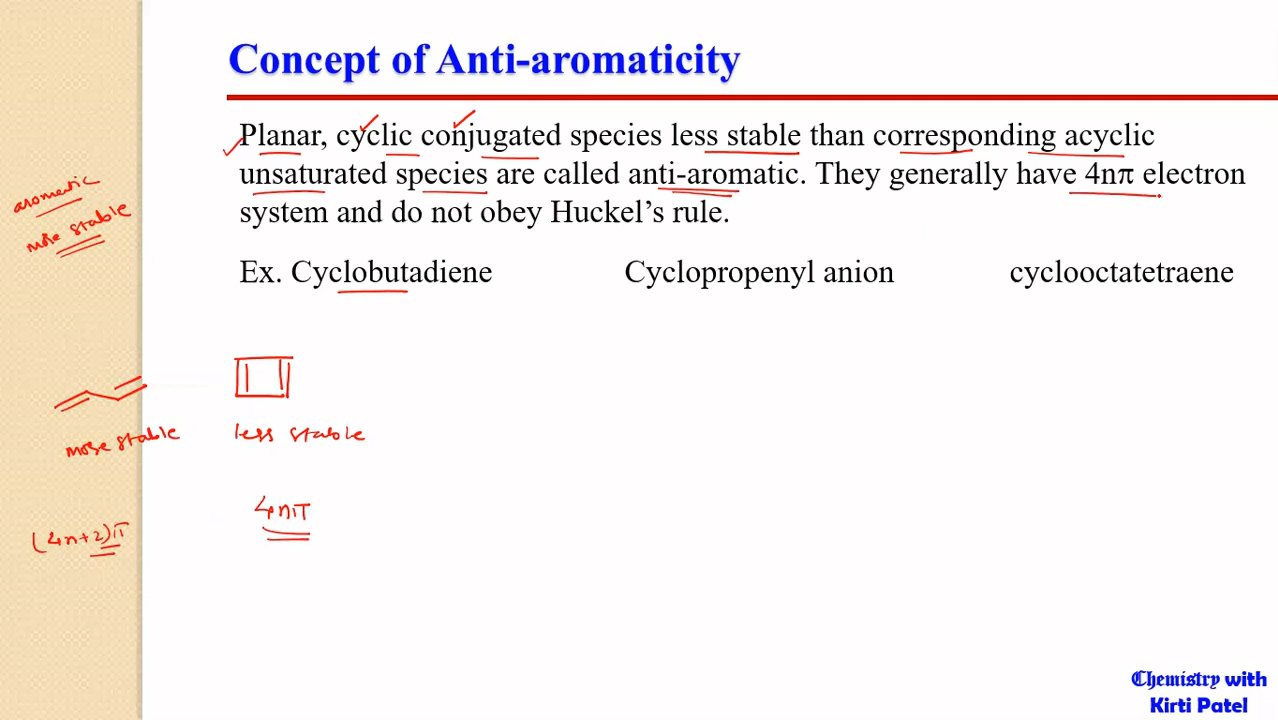 Concept of Anti-aromaticity
Planar, cyclic conjugated species less stable than corresponding acyclic
unsaturated species are called anti-aromatic. They generally have 4nπ electron
system and do not obey Huckel’s rule.
aromatic
more stable
Ex. Cyclobutadiene Cyclopropenyl anion cyclooctatetraene
more stable less stable
(4n+2)π 4nπ
Chemistry with
Kirti Patel